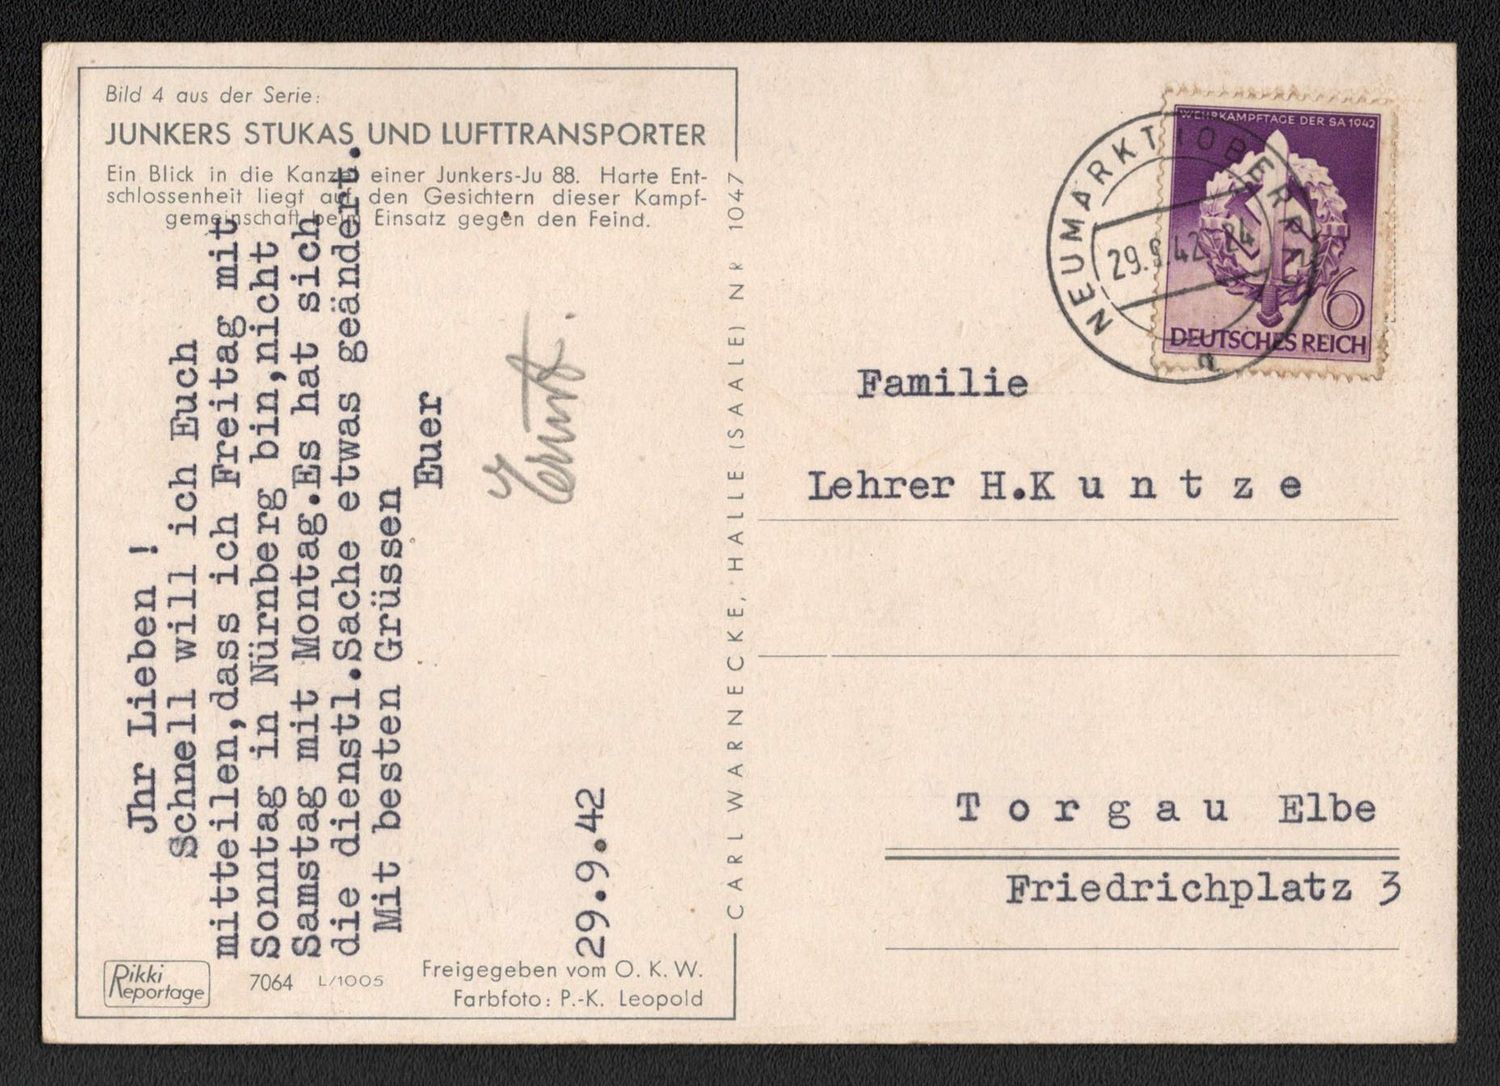 Bild 4 aus der Serie:
JUNKERS STUKAS UND LUFTTRANSPORTER
Ein Blick in die Kanzel einer Junkers-Ju 88. Harte Ent-
schlossenheit liegt auf den Gesichtern dieser Kampf-
gemeinschaft beim Einsatz gegen den Feind.
Jhr Lieben !
Schnell will ich Euch
mitteilen,dass ich Freitag mit
Sonntag in Nürnberg bin,nicht
Samstag mit Montag.Es hat sich
die dienstl.Sache etwas geändert.
Mit besten Grüssen
Euer
Ernst.
29.9.42
Rikki
Reportage
7064 L/1005
Freigegeben vom O. K. W.
Farbfoto: P.-K. Leopold
CARL WARNECKE, HALLE (SAALE) NR 1047
WEHRKAMPFTAGE DER SA 1942
6
DEUTSCHES REICH
NEUMARKT (OBERPF)
29.9.42 24
a
Familie
Lehrer H.K u n t z e
T o r g a u Elbe
Friedrichplatz 3